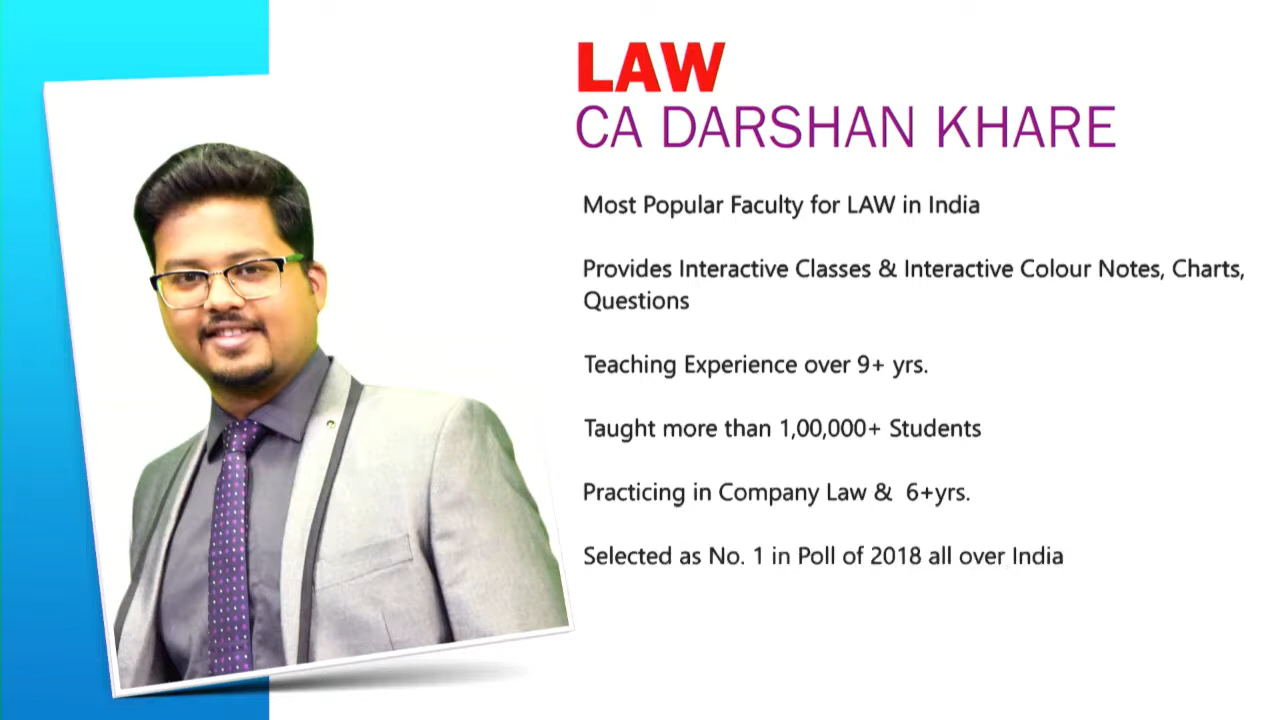 LAW
CA DARSHAN KHARE
Most Popular Faculty for LAW in India
Provides Interactive Classes & Interactive Colour Notes, Charts,
Questions
Teaching Experience over 9+ yrs.
Taught more than 1,00,000+ Students
Practicing in Company Law &  6+yrs.
Selected as No. 1 in Poll of 2018 all over India